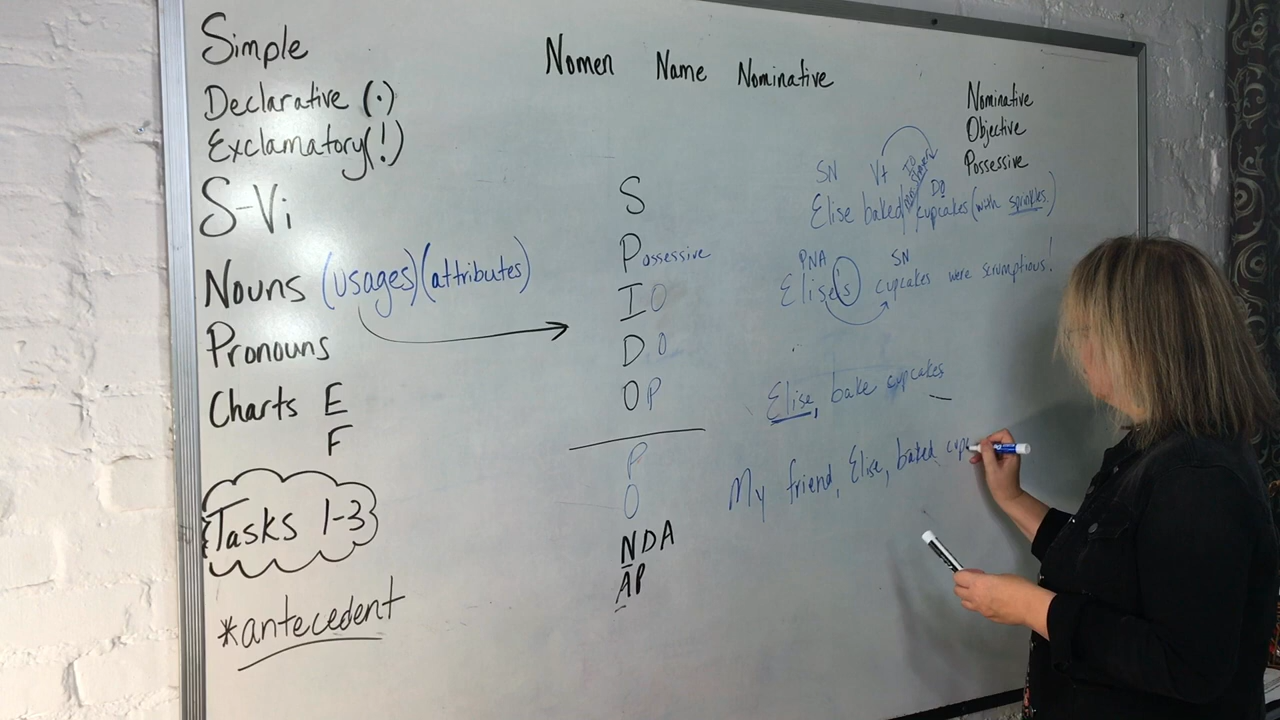 Simple
Declarative (.)
Exclamatory(!)
S-Vi
Nouns (usages)(attributes)
Pronouns
Charts E
F
Tasks 1-3
*antecedent
Nomen Name Nominative
S
Possessive
IO
DO
OP
P
O
NDA
AP
Nominative
Objective
Possessive
SN Vt IO DO
Elise baked cupcakes (with sprinkles.)
PNA SN
Elise's cupcakes were scrumptious!
Elise, bake cupcakes
My friend, Elise, baked cupc